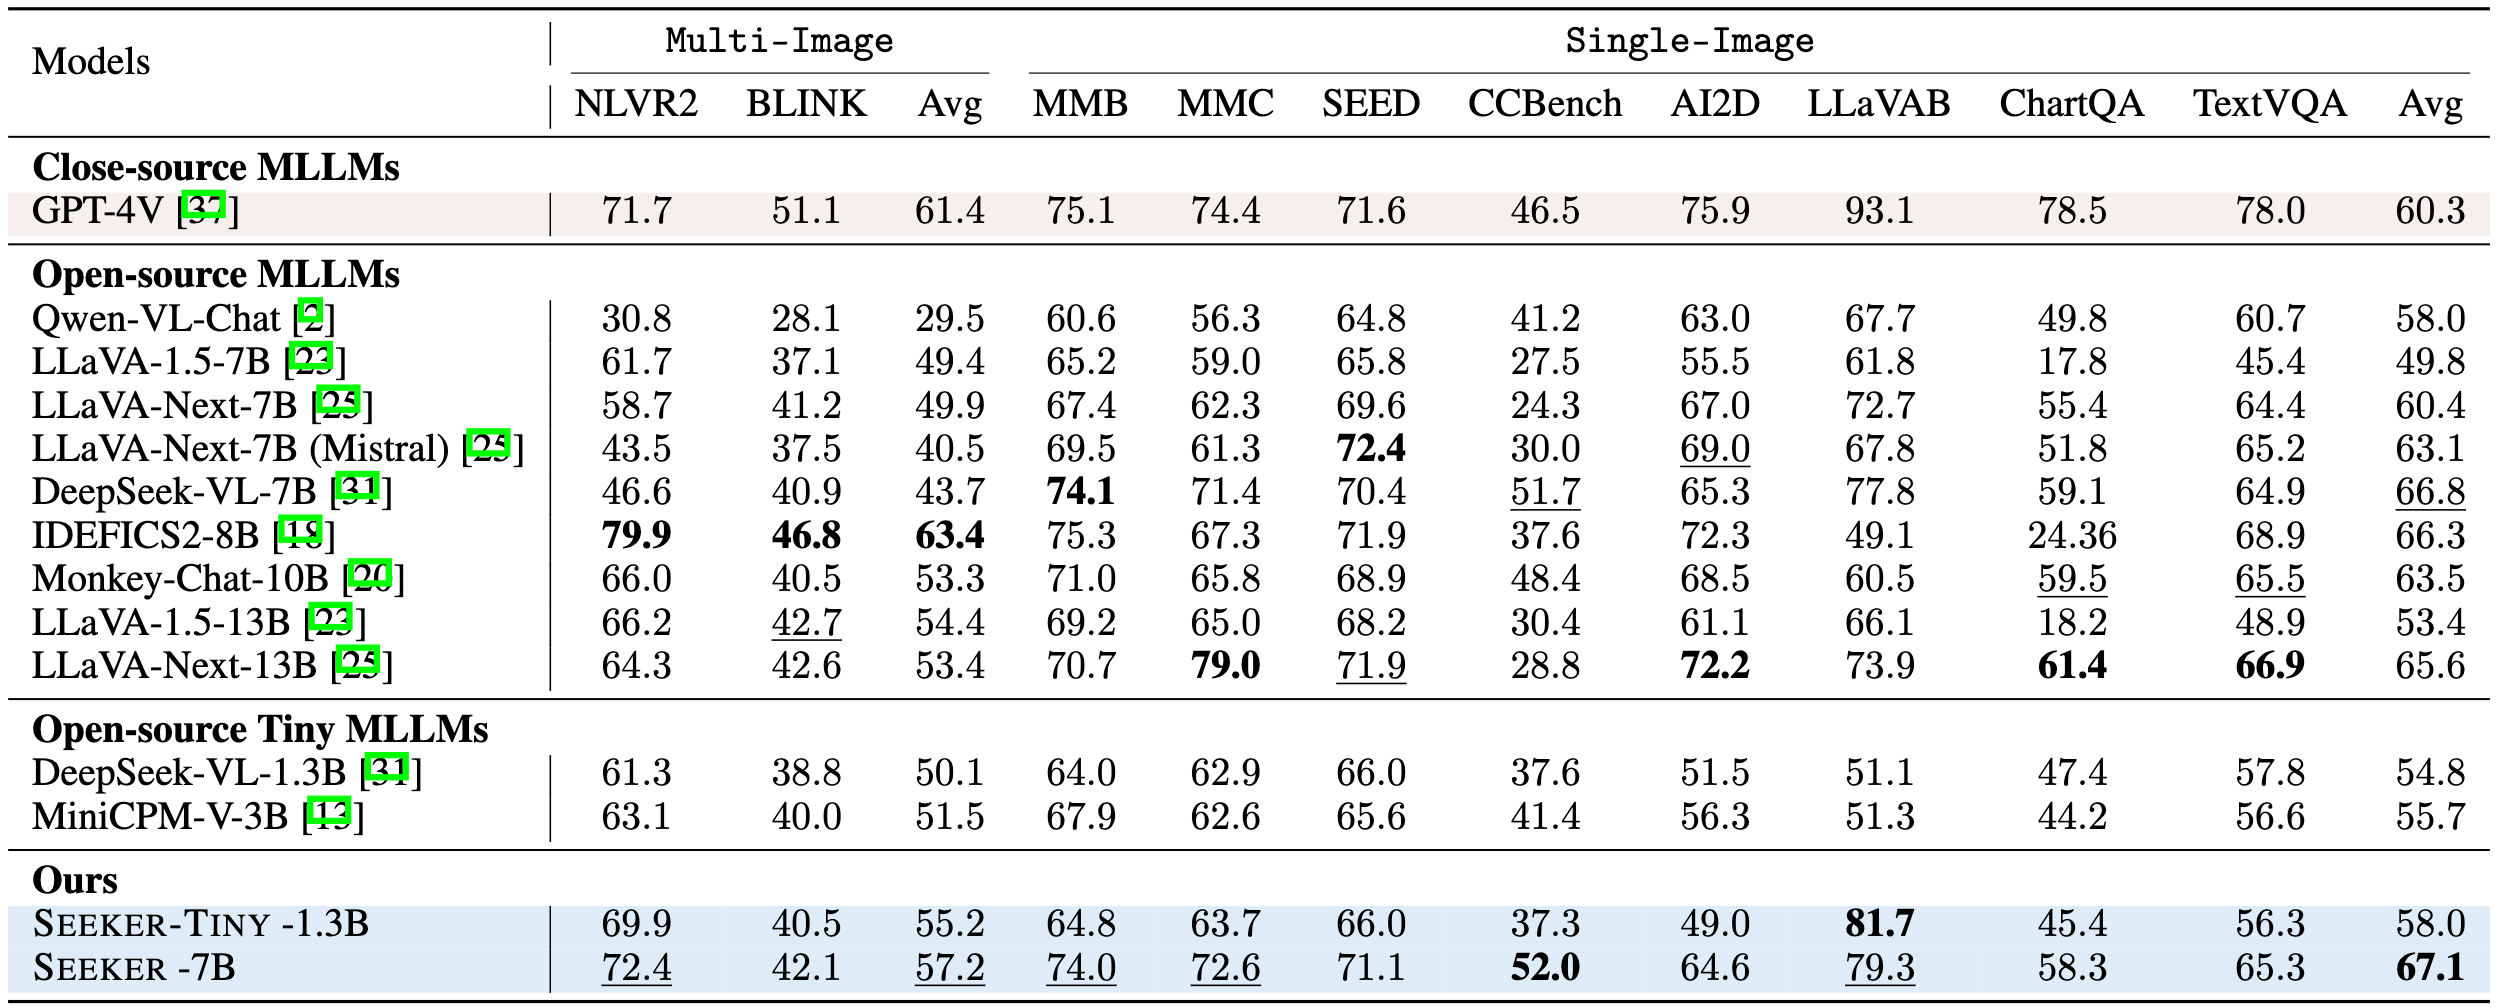 Models Multi-Image Single-Image
NLVR2 BLINK Avg MMB MMC SEED CCBench AI2D LLaVAB ChartQA TextVQA Avg
Close-source MLLMs
GPT-4V [37] 71.7 51.1 61.4 75.1 74.4 71.6 46.5 75.9 93.1 78.5 78.0 60.3
Open-source MLLMs
Qwen-VL-Chat [2] 30.8 28.1 29.5 60.6 56.3 64.8 41.2 63.0 67.7 49.8 60.7 58.0
LLaVA-1.5-7B [23] 61.7 37.1 49.4 65.2 59.0 65.8 27.5 55.5 61.8 17.8 45.4 49.8
LLaVA-Next-7B [25] 58.7 41.2 49.9 67.4 62.3 69.6 24.3 67.0 72.7 55.4 64.4 60.4
LLaVA-Next-7B (Mistral) [25] 43.5 37.5 40.5 69.5 61.3 72.4 30.0 69.0 67.8 51.8 65.2 63.1
DeepSeek-VL-7B [31] 46.6 40.9 43.7 74.1 71.4 70.4 51.7 65.3 77.8 59.1 64.9 66.8
IDEFICS2-8B [18] 79.9 46.8 63.4 75.3 67.3 71.9 37.6 72.3 49.1 24.36 68.9 66.3
Monkey-Chat-10B [20] 66.0 40.5 53.3 71.0 65.8 68.9 48.4 68.5 60.5 59.5 65.5 63.5
LLaVA-1.5-13B [23] 66.2 42.7 54.4 69.2 65.0 68.2 30.4 61.1 66.1 18.2 48.9 53.4
LLaVA-Next-13B [25] 64.3 42.6 53.4 70.7 79.0 71.9 28.8 72.2 73.9 61.4 66.9 65.6
Open-source Tiny MLLMs
DeepSeek-VL-1.3B [31] 61.3 38.8 50.1 64.0 62.9 66.0 37.6 51.5 51.1 47.4 57.8 54.8
MiniCPM-V-3B [13] 63.1 40.0 51.5 67.9 62.6 65.6 41.4 56.3 51.3 44.2 56.6 55.7
Ours
SEEKER-TINY -1.3B 69.9 40.5 55.2 64.8 63.7 66.0 37.3 49.0 81.7 45.4 56.3 58.0
SEEKER -7B 72.4 42.1 57.2 74.0 72.6 71.1 52.0 64.6 79.3 58.3 65.3 67.1